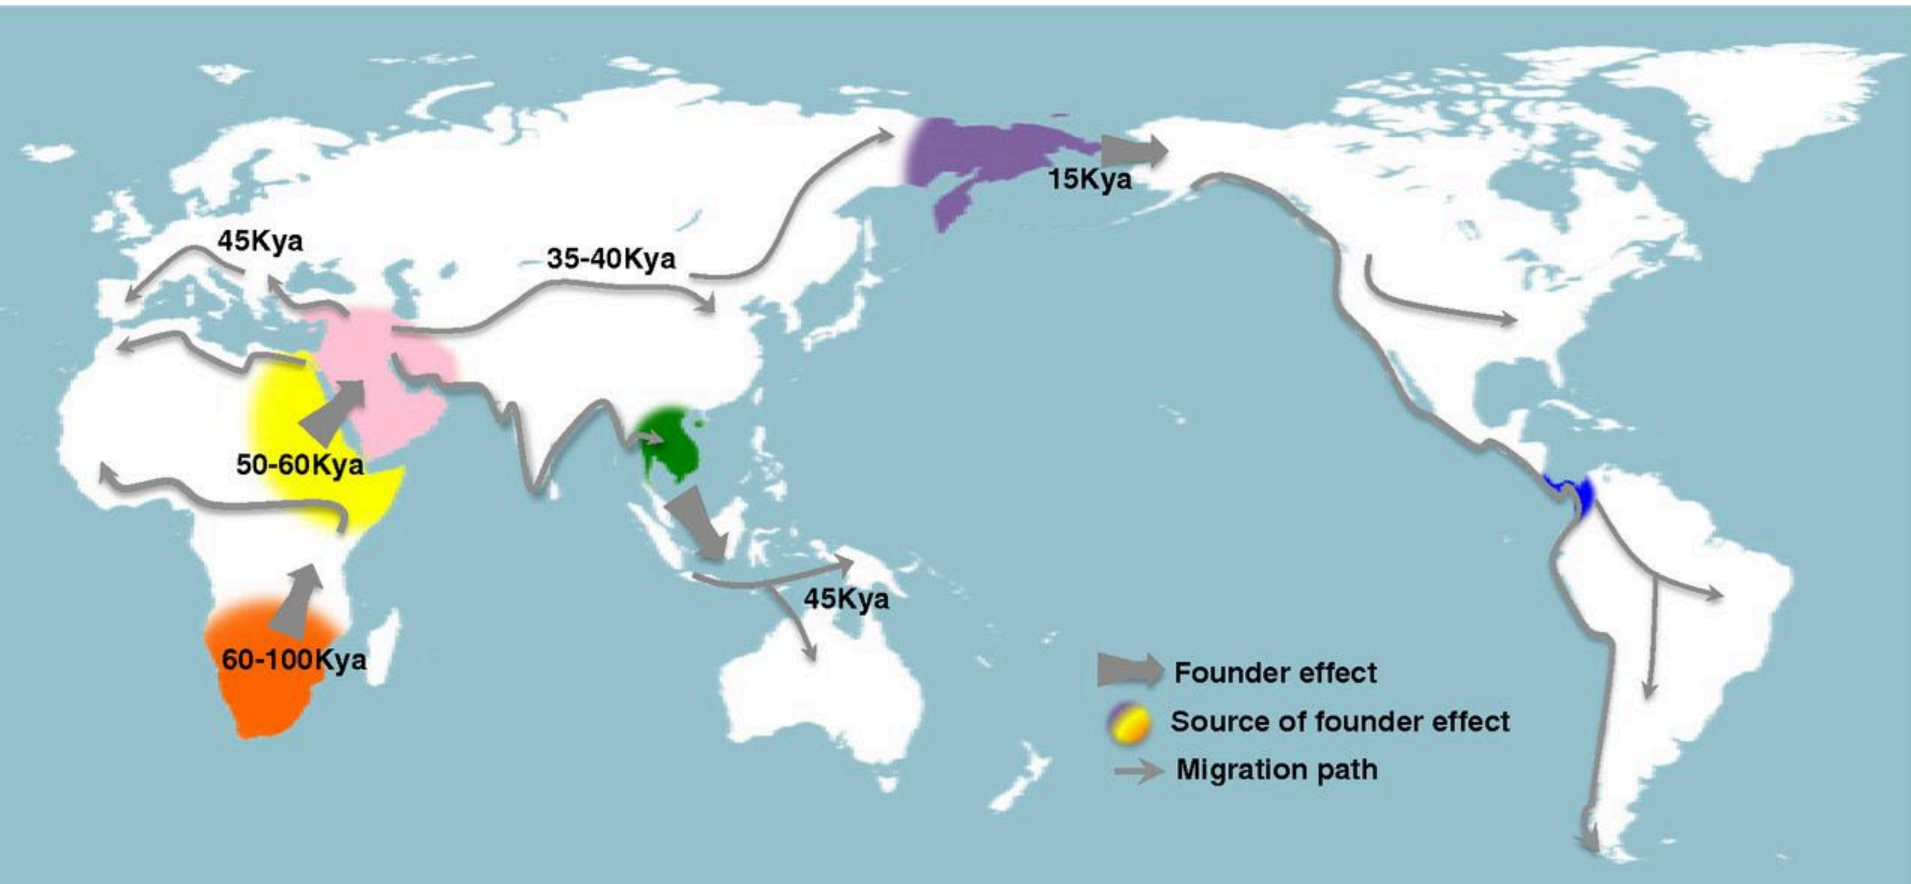 15Kya
45Kya
35-40Kya
50-60Kya
45Kya
60-100Kya
Founder effect
Source of founder effect
Migration path